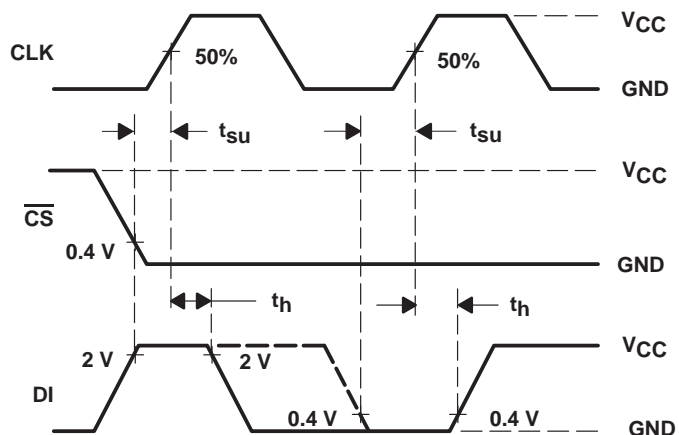 VCC
CLK
50%
50%
GND
tsu
tsu
VCC
CS
0.4 V
GND
th
th
VCC
2 V
2 V
DI
0.4 V
0.4 V
GND